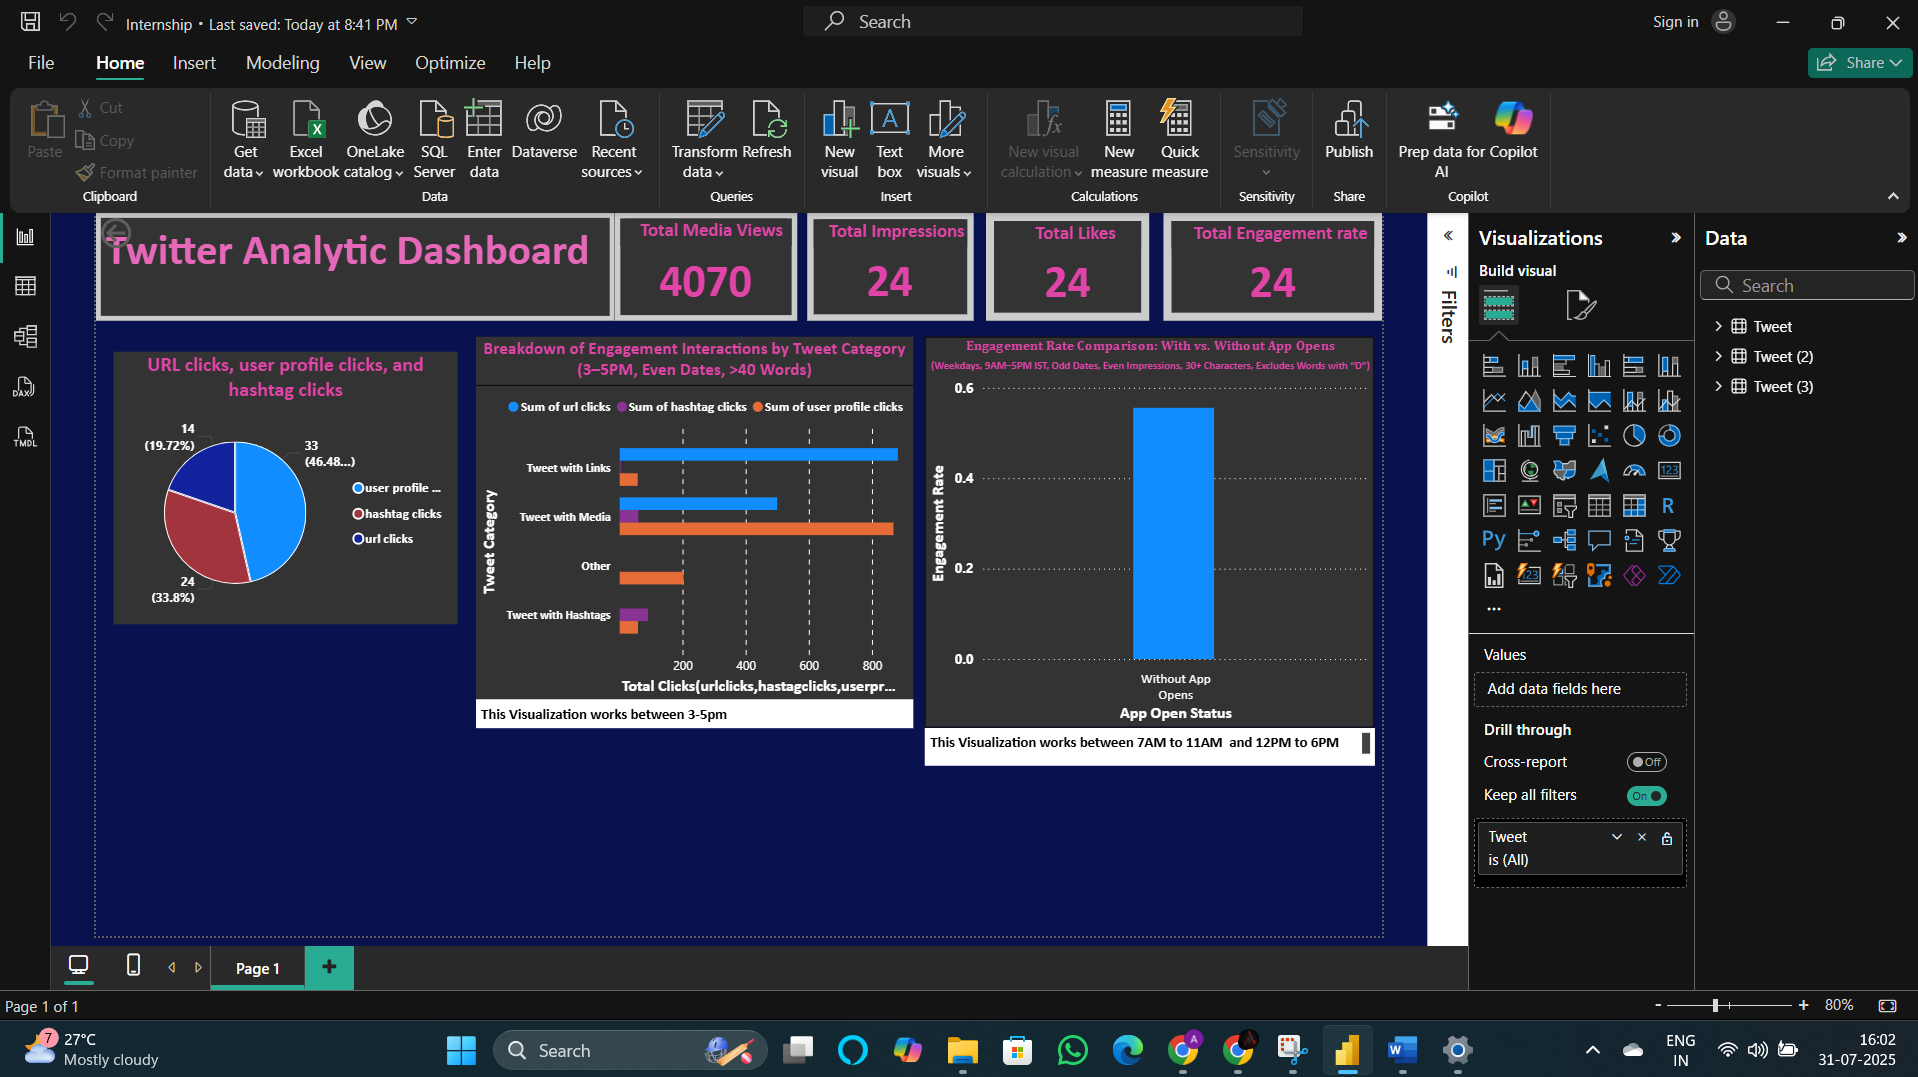 Internship • Last saved: Today at 8:41 PM
Search
Sign in
File
Home
Insert
Modeling
View
Optimize
Help
Share
Paste
Cut
Copy
Format painter
Clipboard
Get
data
Excel
workbook
OneLake
catalog
SQL
Server
Enter
data
Dataverse
Recent
sources
Data
Transform
data
Refresh
Queries
New
visual
Text
box
More
visuals
Insert
New visual
calculation
New
measure
Quick
measure
Calculations
Sensitivity
Sensitivity
Publish
Share
Prep data for
AI
Copilot
Copilot
Twitter Analytic Dashboard
Total Media Views
4070
Total Impressions
24
Total Likes
24
Total Engagement rate
24
URL clicks, user profile clicks, and
hashtag clicks
14
(19.72%)
33
(46.48...)
24
(33.8%)
user profile ...
hashtag clicks
url clicks
Breakdown of Engagement Interactions by Tweet Category
(3–5PM, Even Dates, >40 Words)
Sum of url clicks
Sum of hashtag clicks
Sum of user profile clicks
Tweet Category
Tweet with Links
Tweet with Media
Other
Tweet with Hashtags
200
400
600
800
Total Clicks(urlclicks,hastagclicks,userpr...
This Visualization works between 3-5pm
Engagement Rate Comparison: With vs. Without App Opens
(Weekdays, 9AM–5PM IST, Odd Dates, Even Impressions, 30+ Characters, Excludes Words with “D”)
Engagement Rate
0.6
0.4
0.2
0.0
Without App
Opens
App Open Status
This Visualization works between 7AM to 11AM and 12PM to 6PM
Filters
Visualizations
Build visual
123
R
Py
123
...
Values
Add data fields here
Drill through
Cross-report
Off
Keep all filters
On
Tweet
is (All)
Data
Search
Tweet
Tweet (2)
Tweet (3)
DAX
TMDL
Page 1
Page 1 of 1
80%
7
27°C
Mostly cloudy
Search
A
W
ENG
IN
16:02
31-07-2025